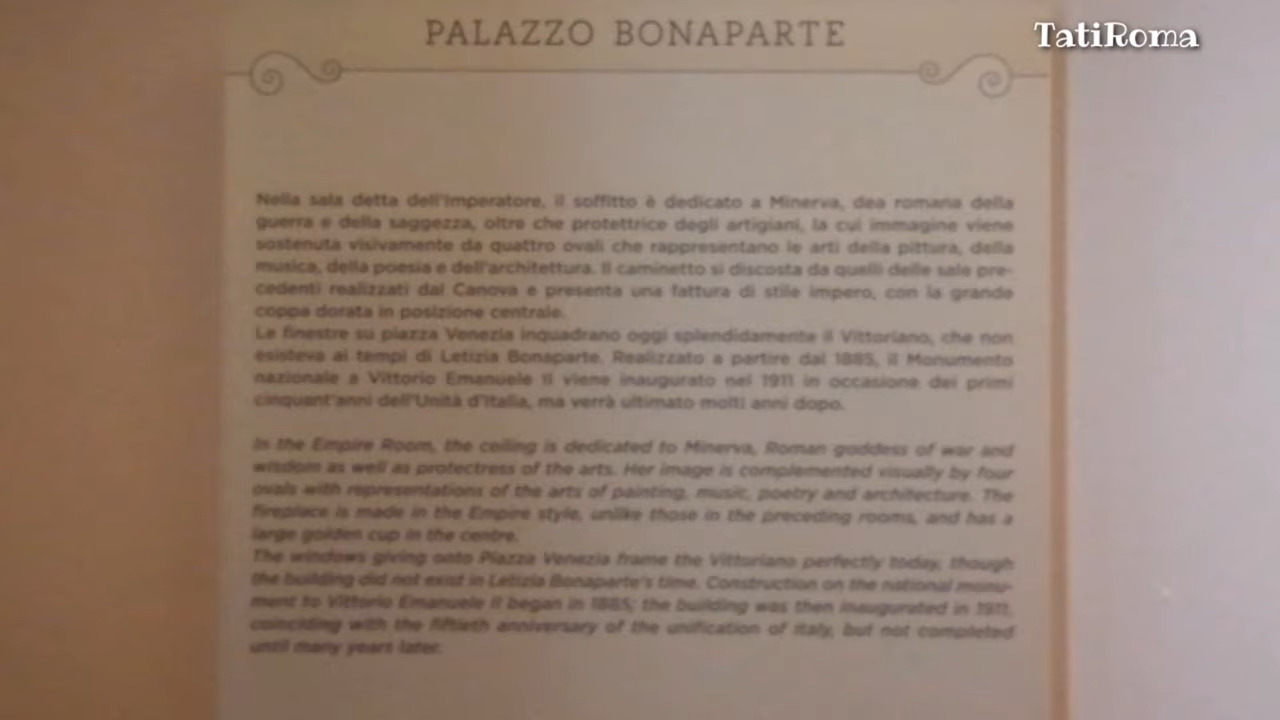 PALAZZO BONAPARTE
TatiRoma
Nella sala detta dell'Imperatore, il soffitto è dedicato a Minerva, dea romana della
guerra e della saggezza, oltre che protettrice degli artigiani, la cui immagine viene
sostenuta visivamente da quattro ovali che rappresentano le arti della pittura, della
musica, della poesia e dell'architettura. Il caminetto si discosta da quelli delle sale pre-
cedenti realizzati dal Canova e presenta una fattura di stile impero, con la grande
coppa dorata in posizione centrale.
Le finestre su piazza Venezia inquadrano oggi splendidamente il Vittoriano, che non
esisteva ai tempi di Letizia Bonaparte. Realizzato a partire dal 1885, il Monumento
nazionale a Vittorio Emanuele II viene inaugurato nel 1911 in occasione dei primi
cinquant'anni dell'Unità d'Italia, ma verrà ultimato molti anni dopo.
In the Empire Room, the ceiling is dedicated to Minerva, Roman goddess of war and
wisdom as well as protectress of the arts. Her image is complemented visually by four
ovals with representations of the arts of painting, music, poetry and architecture. The
fireplace is made in the Empire style, unlike those in the preceding rooms, and has a
large golden cup in the centre.
The windows giving onto Piazza Venezia frame the Vittoriano perfectly today, though
the building did not exist in Letizia Bonaparte's time. Construction on the national monu-
ment to Vittorio Emanuele II began in 1885; the building was then inaugurated in 1911,
coinciding with the fiftieth anniversary of the unification of Italy, but not completed
until many years later.